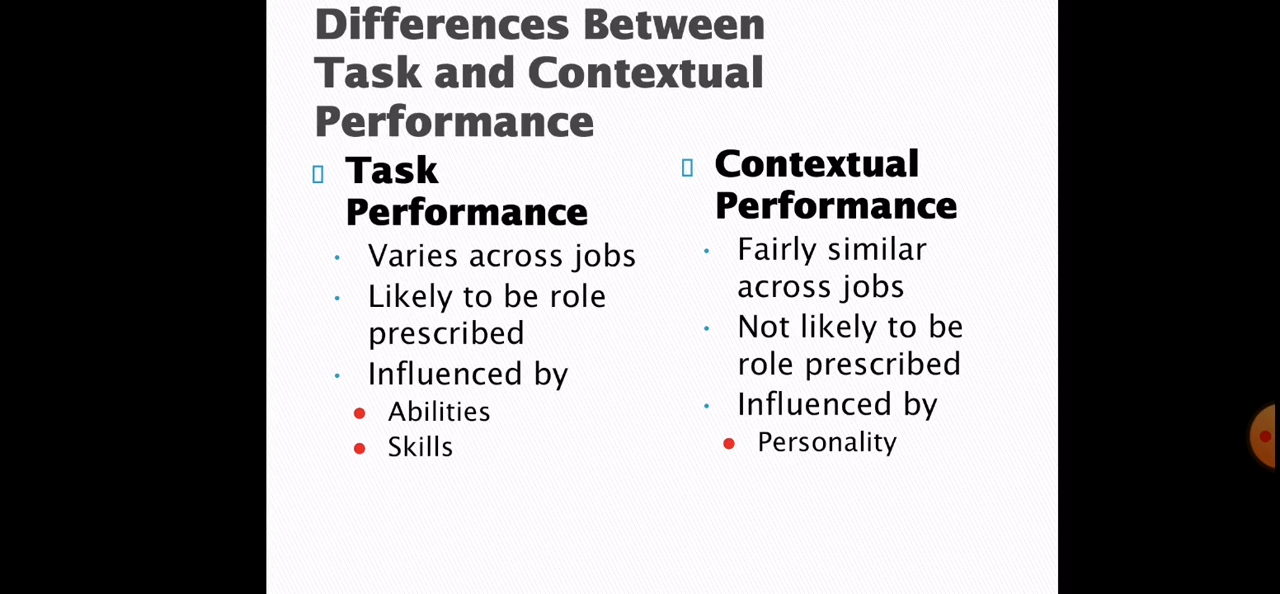 Differences Between
Task and Contextual
Performance
Task
Performance
· Varies across jobs
· Likely to be role
prescribed
· Influenced by
● Abilities
● Skills
Contextual
Performance
· Fairly similar
across jobs
· Not likely to be
role prescribed
· Influenced by
● Personality